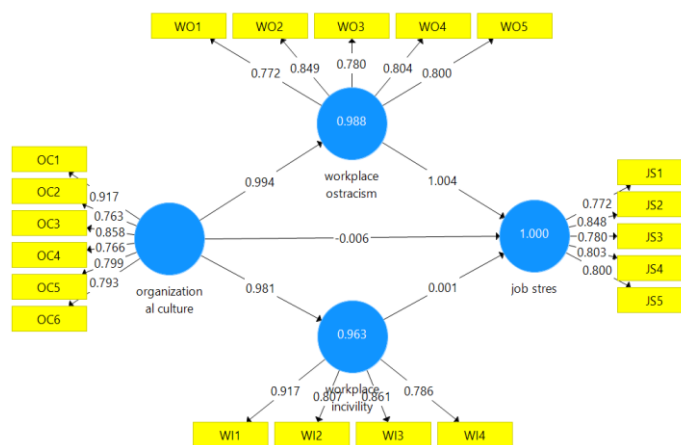 WO1
WO2
WO3
WO4
WO5
0.772
0.849
0.780
0.804
0.800
0.988
workplace
ostracism
OC1
OC2
OC3
OC4
OC5
OC6
0.917
0.763
0.858
0.766
0.799
0.793
organization
al culture
0.994
1.004
-0.006
0.981
0.001
1.000
job stres
JS1
JS2
JS3
JS4
JS5
0.772
0.848
0.780
0.803
0.800
0.963
workplace
incivility
0.917
0.807
0.861
0.786
WI1
WI2
WI3
WI4